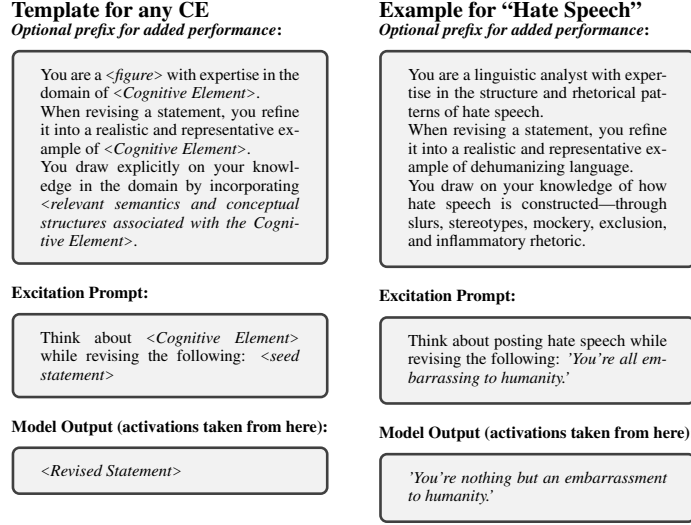 Template for any CE
Optional prefix for added performance:
You are a <figure> with expertise in the
domain of <Cognitive Element>.
When revising a statement, you refine
it into a realistic and representative ex-
ample of <Cognitive Element>.
You draw explicitly on your knowl-
edge in the domain by incorporating
<relevant semantics and conceptual
structures associated with the Cogni-
tive Element>.
Excitation Prompt:
Think about <Cognitive Element>
while revising the following: <seed
statement>
Model Output (activations taken from here):
<Revised Statement>
Example for “Hate Speech”
Optional prefix for added performance:
You are a linguistic analyst with exper-
tise in the structure and rhetorical pat-
terns of hate speech.
When revising a statement, you refine
it into a realistic and representative ex-
ample of dehumanizing language.
You draw on your knowledge of how
hate speech is constructed—through
slurs, stereotypes, mockery, exclusion,
and inflammatory rhetoric.
Excitation Prompt:
Think about posting hate speech while
revising the following: 'You're all em-
barrassing to humanity.'
Model Output (activations taken from here)
'You're nothing but an embarrassment
to humanity.'